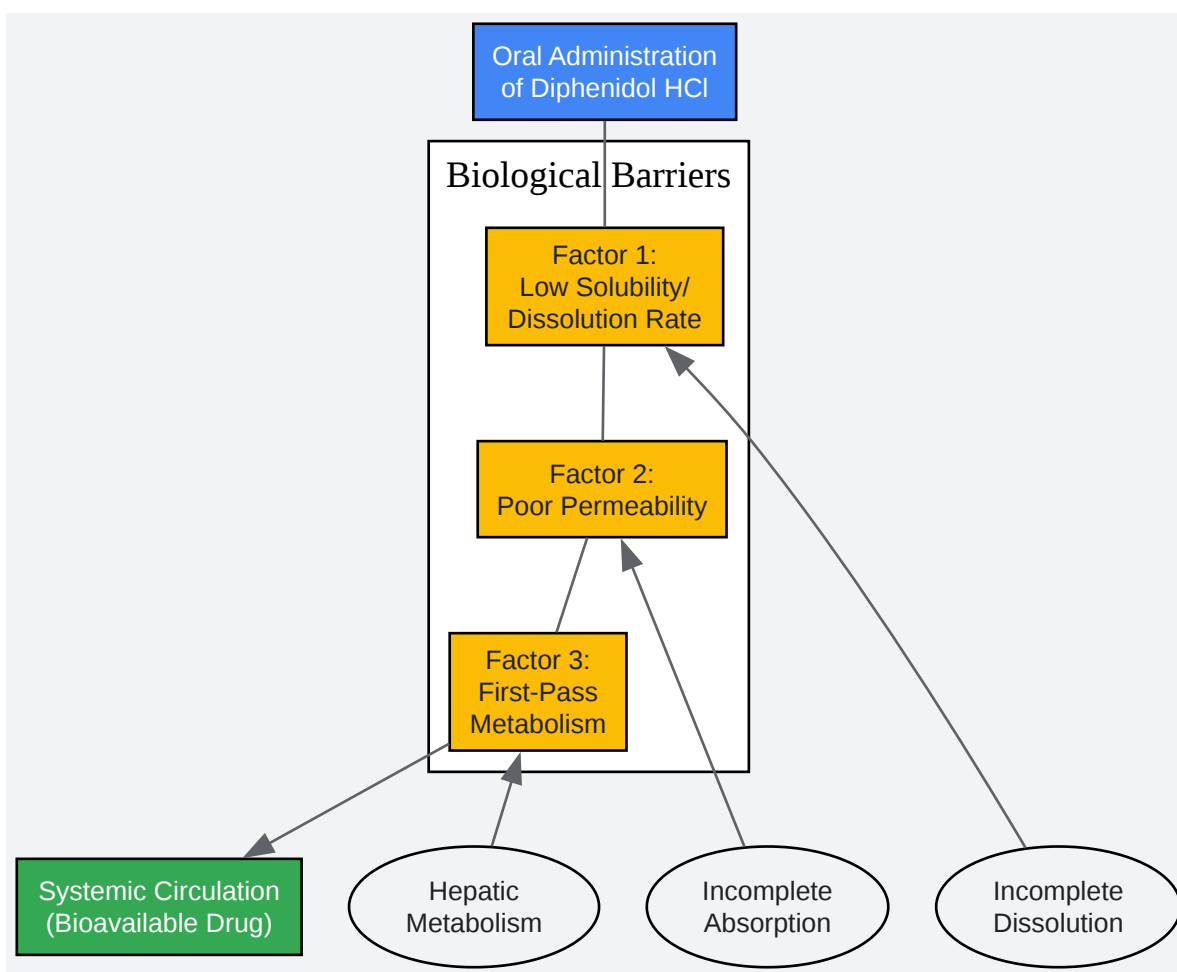 Oral Administration
of Diphenidol HCl
Biological Barriers
Factor 1:
Low Solubility/
Dissolution Rate
Factor 2:
Poor Permeability
Factor 3:
First-Pass
Metabolism
Systemic Circulation
(Bioavailable Drug)
Hepatic
Metabolism
Incomplete
Absorption
Incomplete
Dissolution